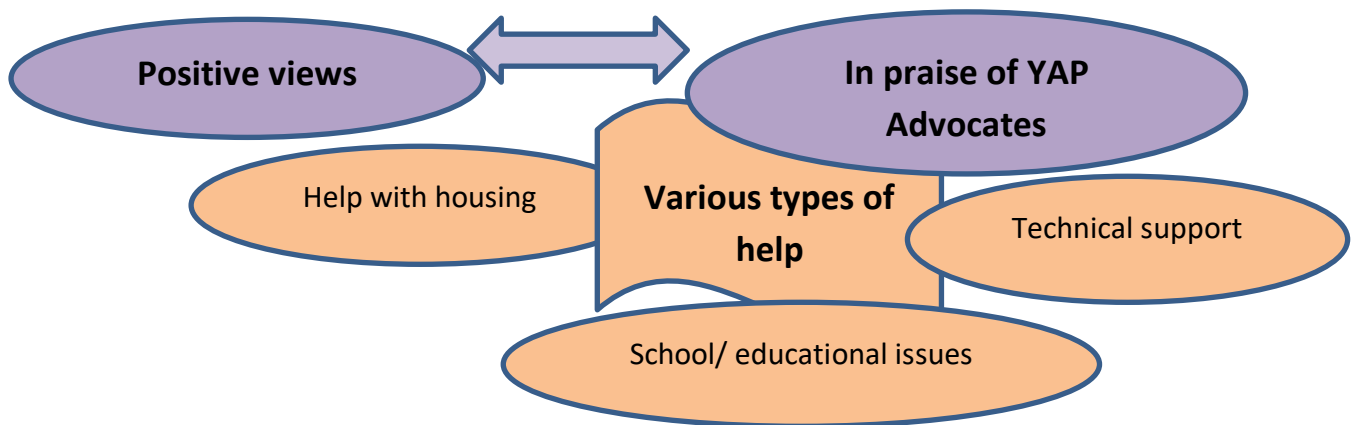 Positive views
In praise of YAP
Advocates
Help with housing
Various types of
help
Technical support
School/ educational issues